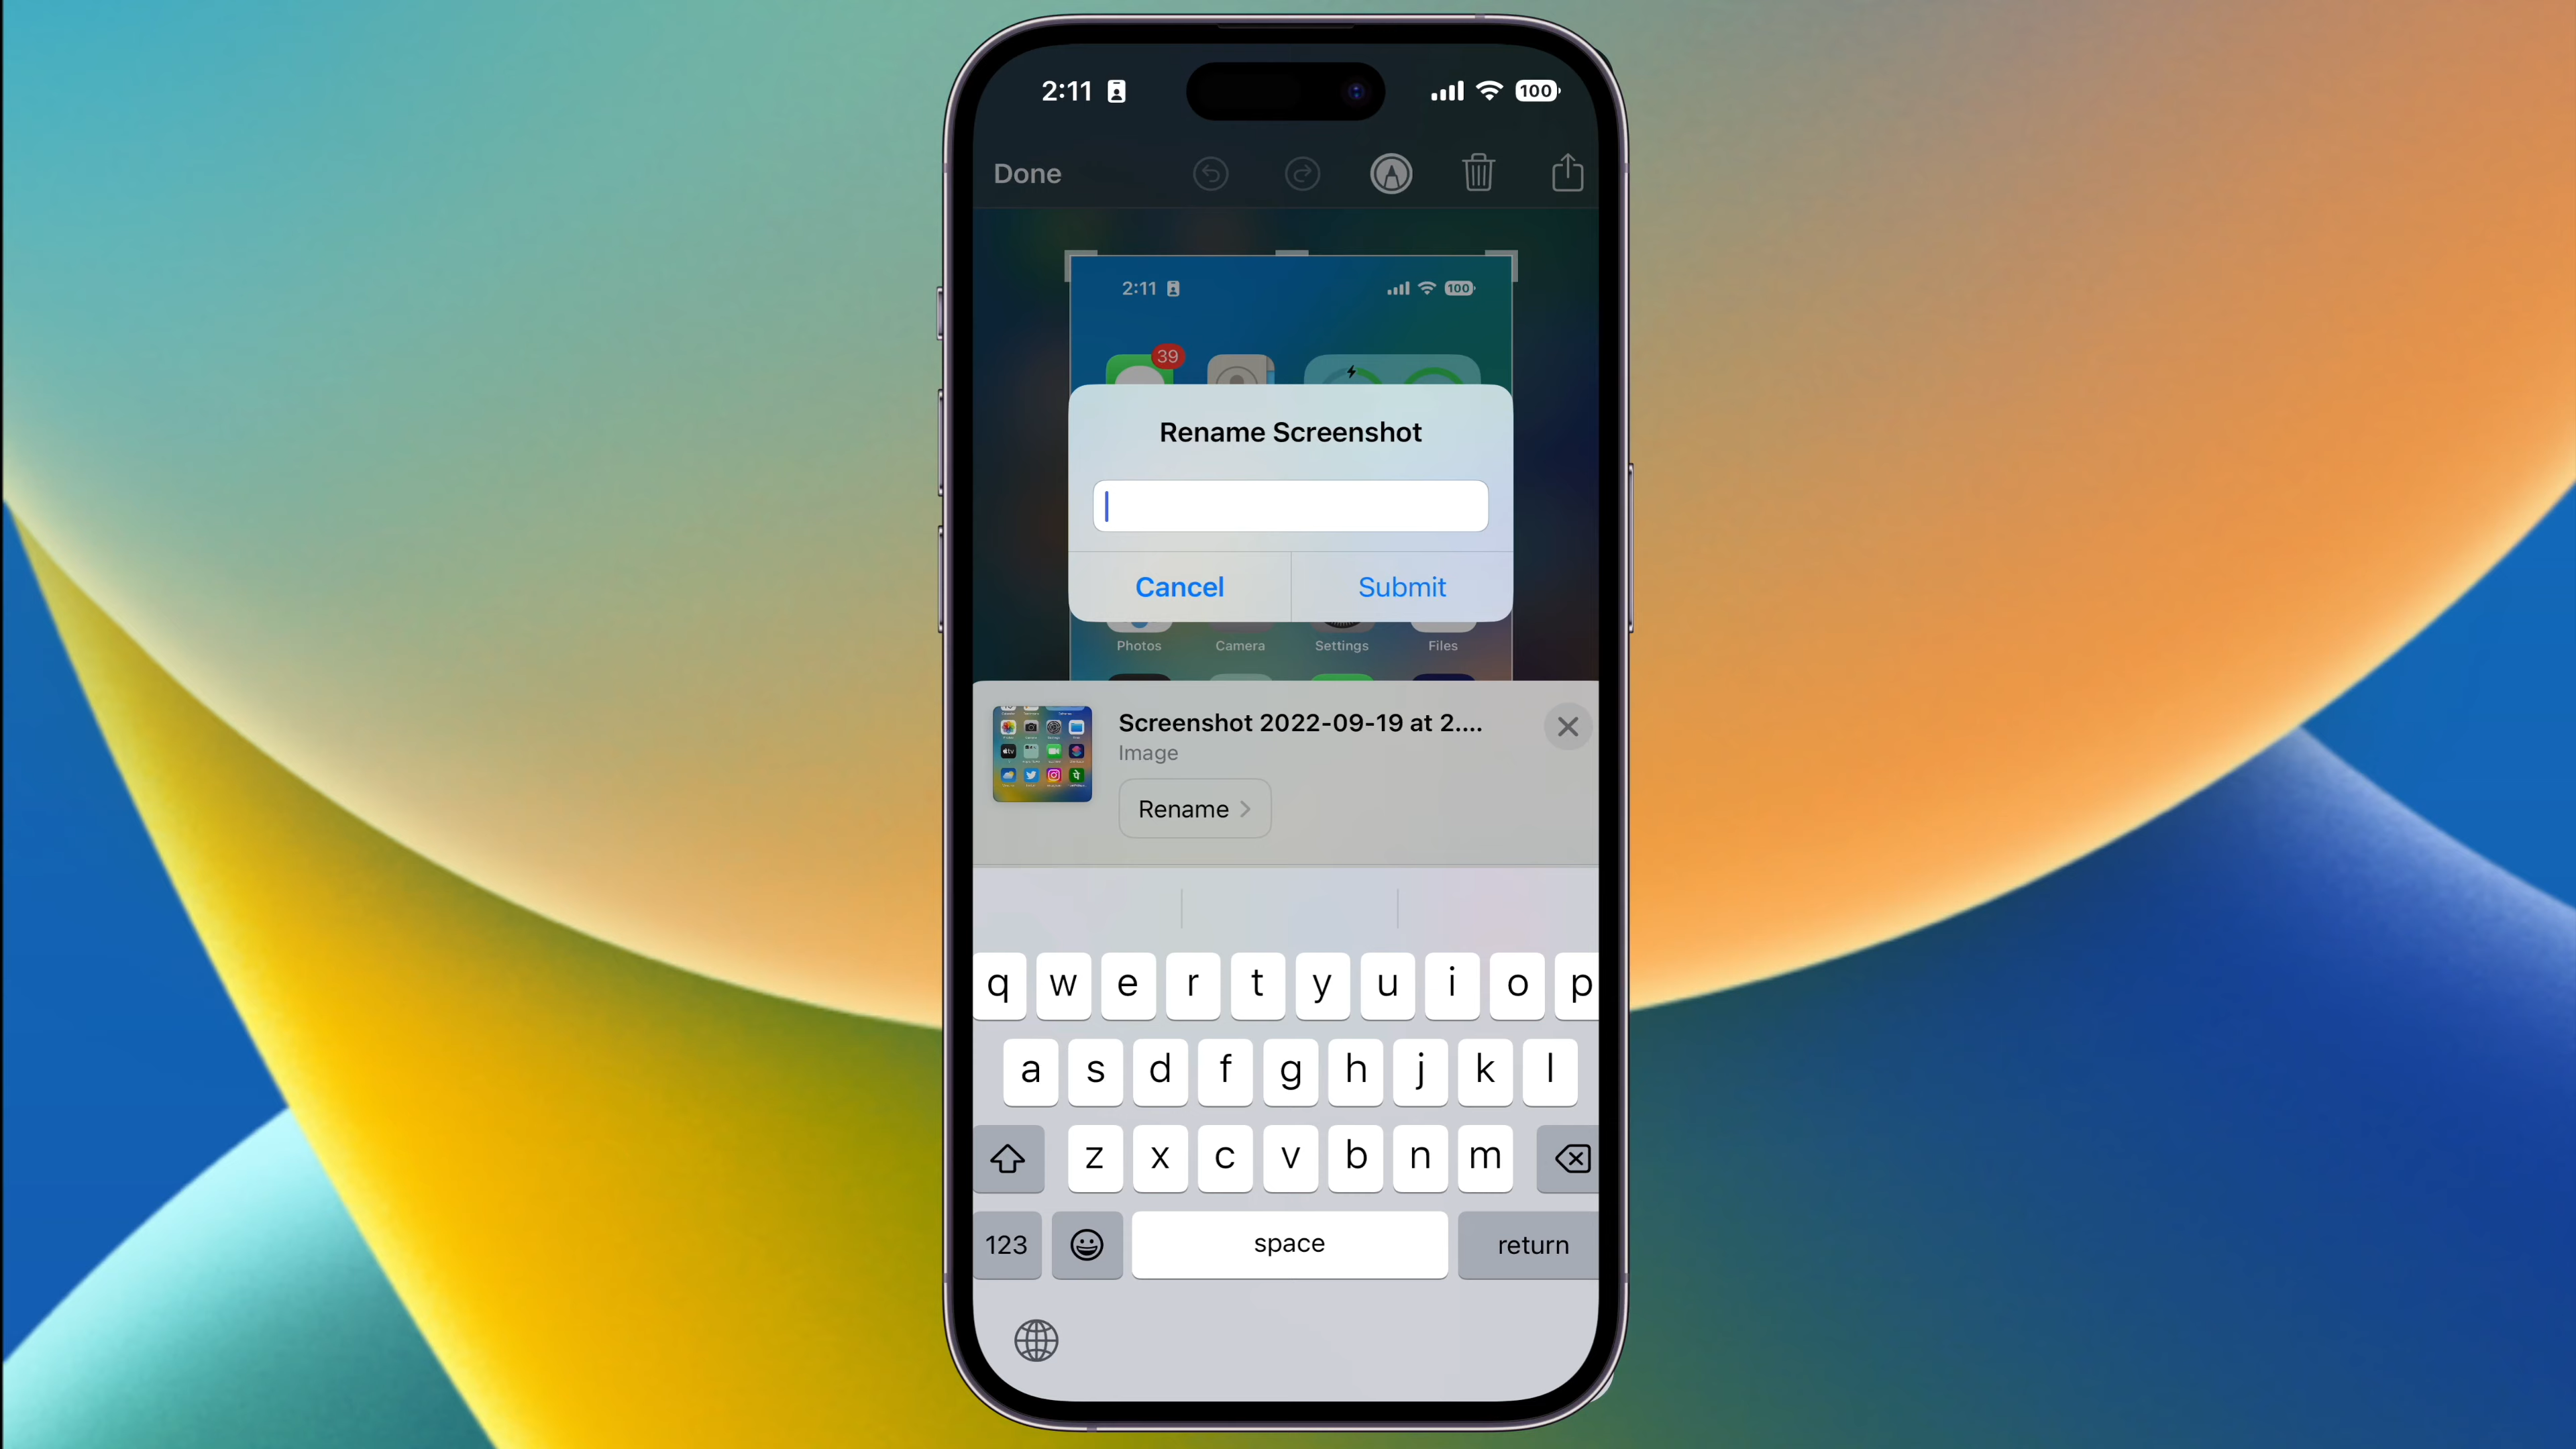 2:11
100
Done
2:11
100
39
Rename Screenshot
Cancel
Submit
Photos
Camera
Settings
Files
Screenshot 2022-09-19 at 2....
Image
Rename
q w e r t y u i o p
a s d f g h j k l
z x c v b n m
123
space
return